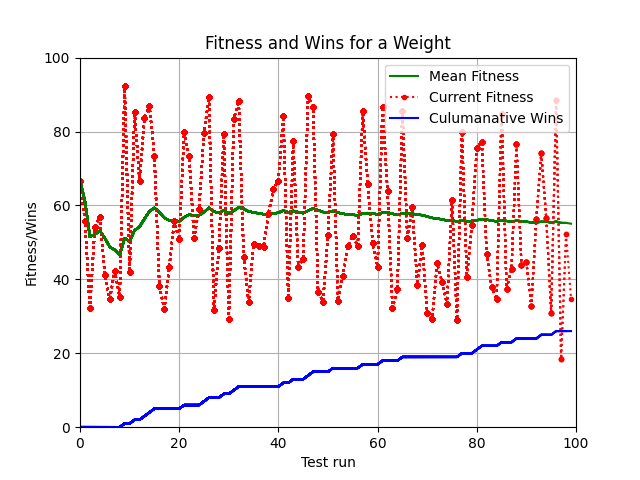 Fitness and Wins for a Weight
100
80
60
40
20
0
Fitness/Wins
Mean Fitness
Current Fitness
Culumanative Wins
0 20 40 60 80 100
Test run